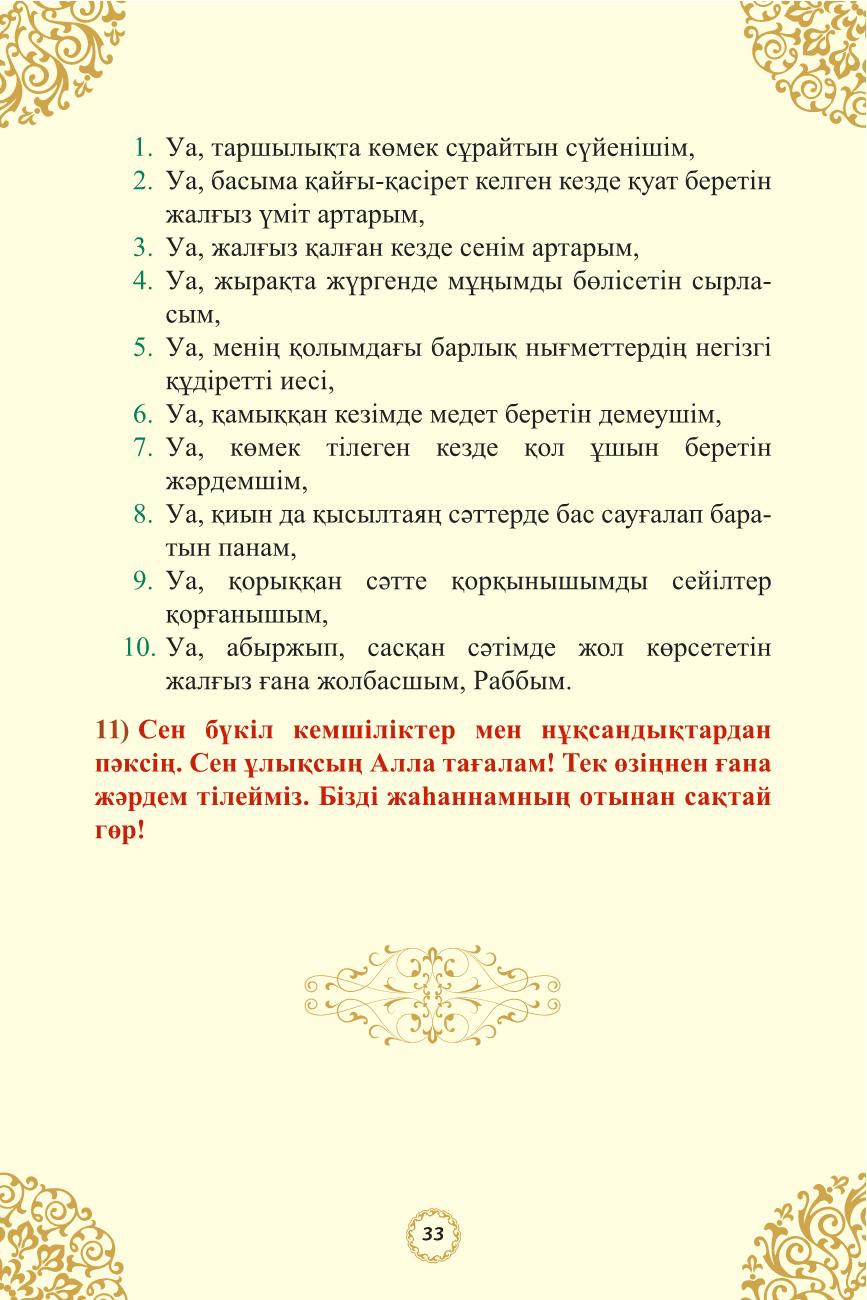 1. Уа, таршылықта көмек сұрайтын сүйенішім,
2. Уа, басыма қайғы-қасірет келген кезде қуат беретін
жалғыз үміт артарым,
3. Уа, жалғыз қалған кезде сенім артарым,
4. Уа, жырақта жүргенде мұңымды бөлісетін сырла-
сым,
5. Уа, менің қолымдағы барлық нығметтердің негізгі
құдіретті иесі,
6. Уа, қамыққан кезімде медет беретін демеушім,
7. Уа, көмек тілеген кезде қол ұшын беретін
жәрдемшім,
8. Уа, қиын да қысылтаяң сәттерде бас сауғалап бара-
тын панам,
9. Уа, қорыққан сәтте қорқынышымды сейілтер
қорғанышым,
10. Уа, абыржып, сасқан сәтімде жол көрсететін
жалғыз ғана жолбасшым, Раббым.
11) Сен бүкіл кемшіліктер мен нұқсандықтардан
пәксің. Сен ұлықсың Алла тағалам! Тек өзіңнен ғана
жәрдем тілейміз. Бізді жаһаннамның отынан сақтай
гөр!
33